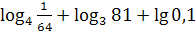 log₄ 1/64 + log₃ 81 + lg 0,1